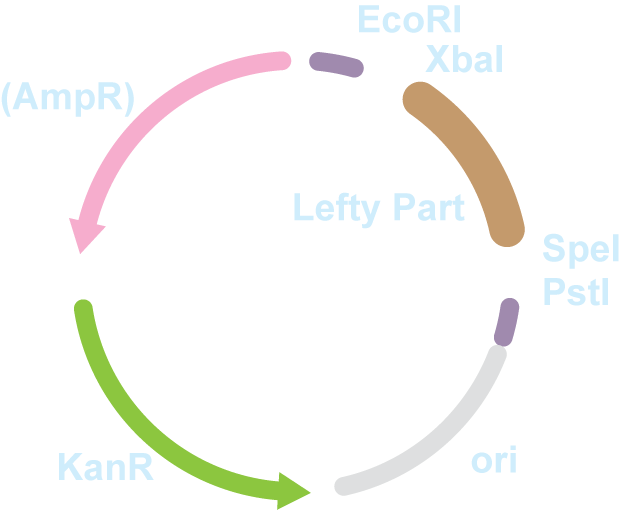 EcoRI
XbaI
(AmpR)
Lefty Part
SpeI
PstI
KanR
ori